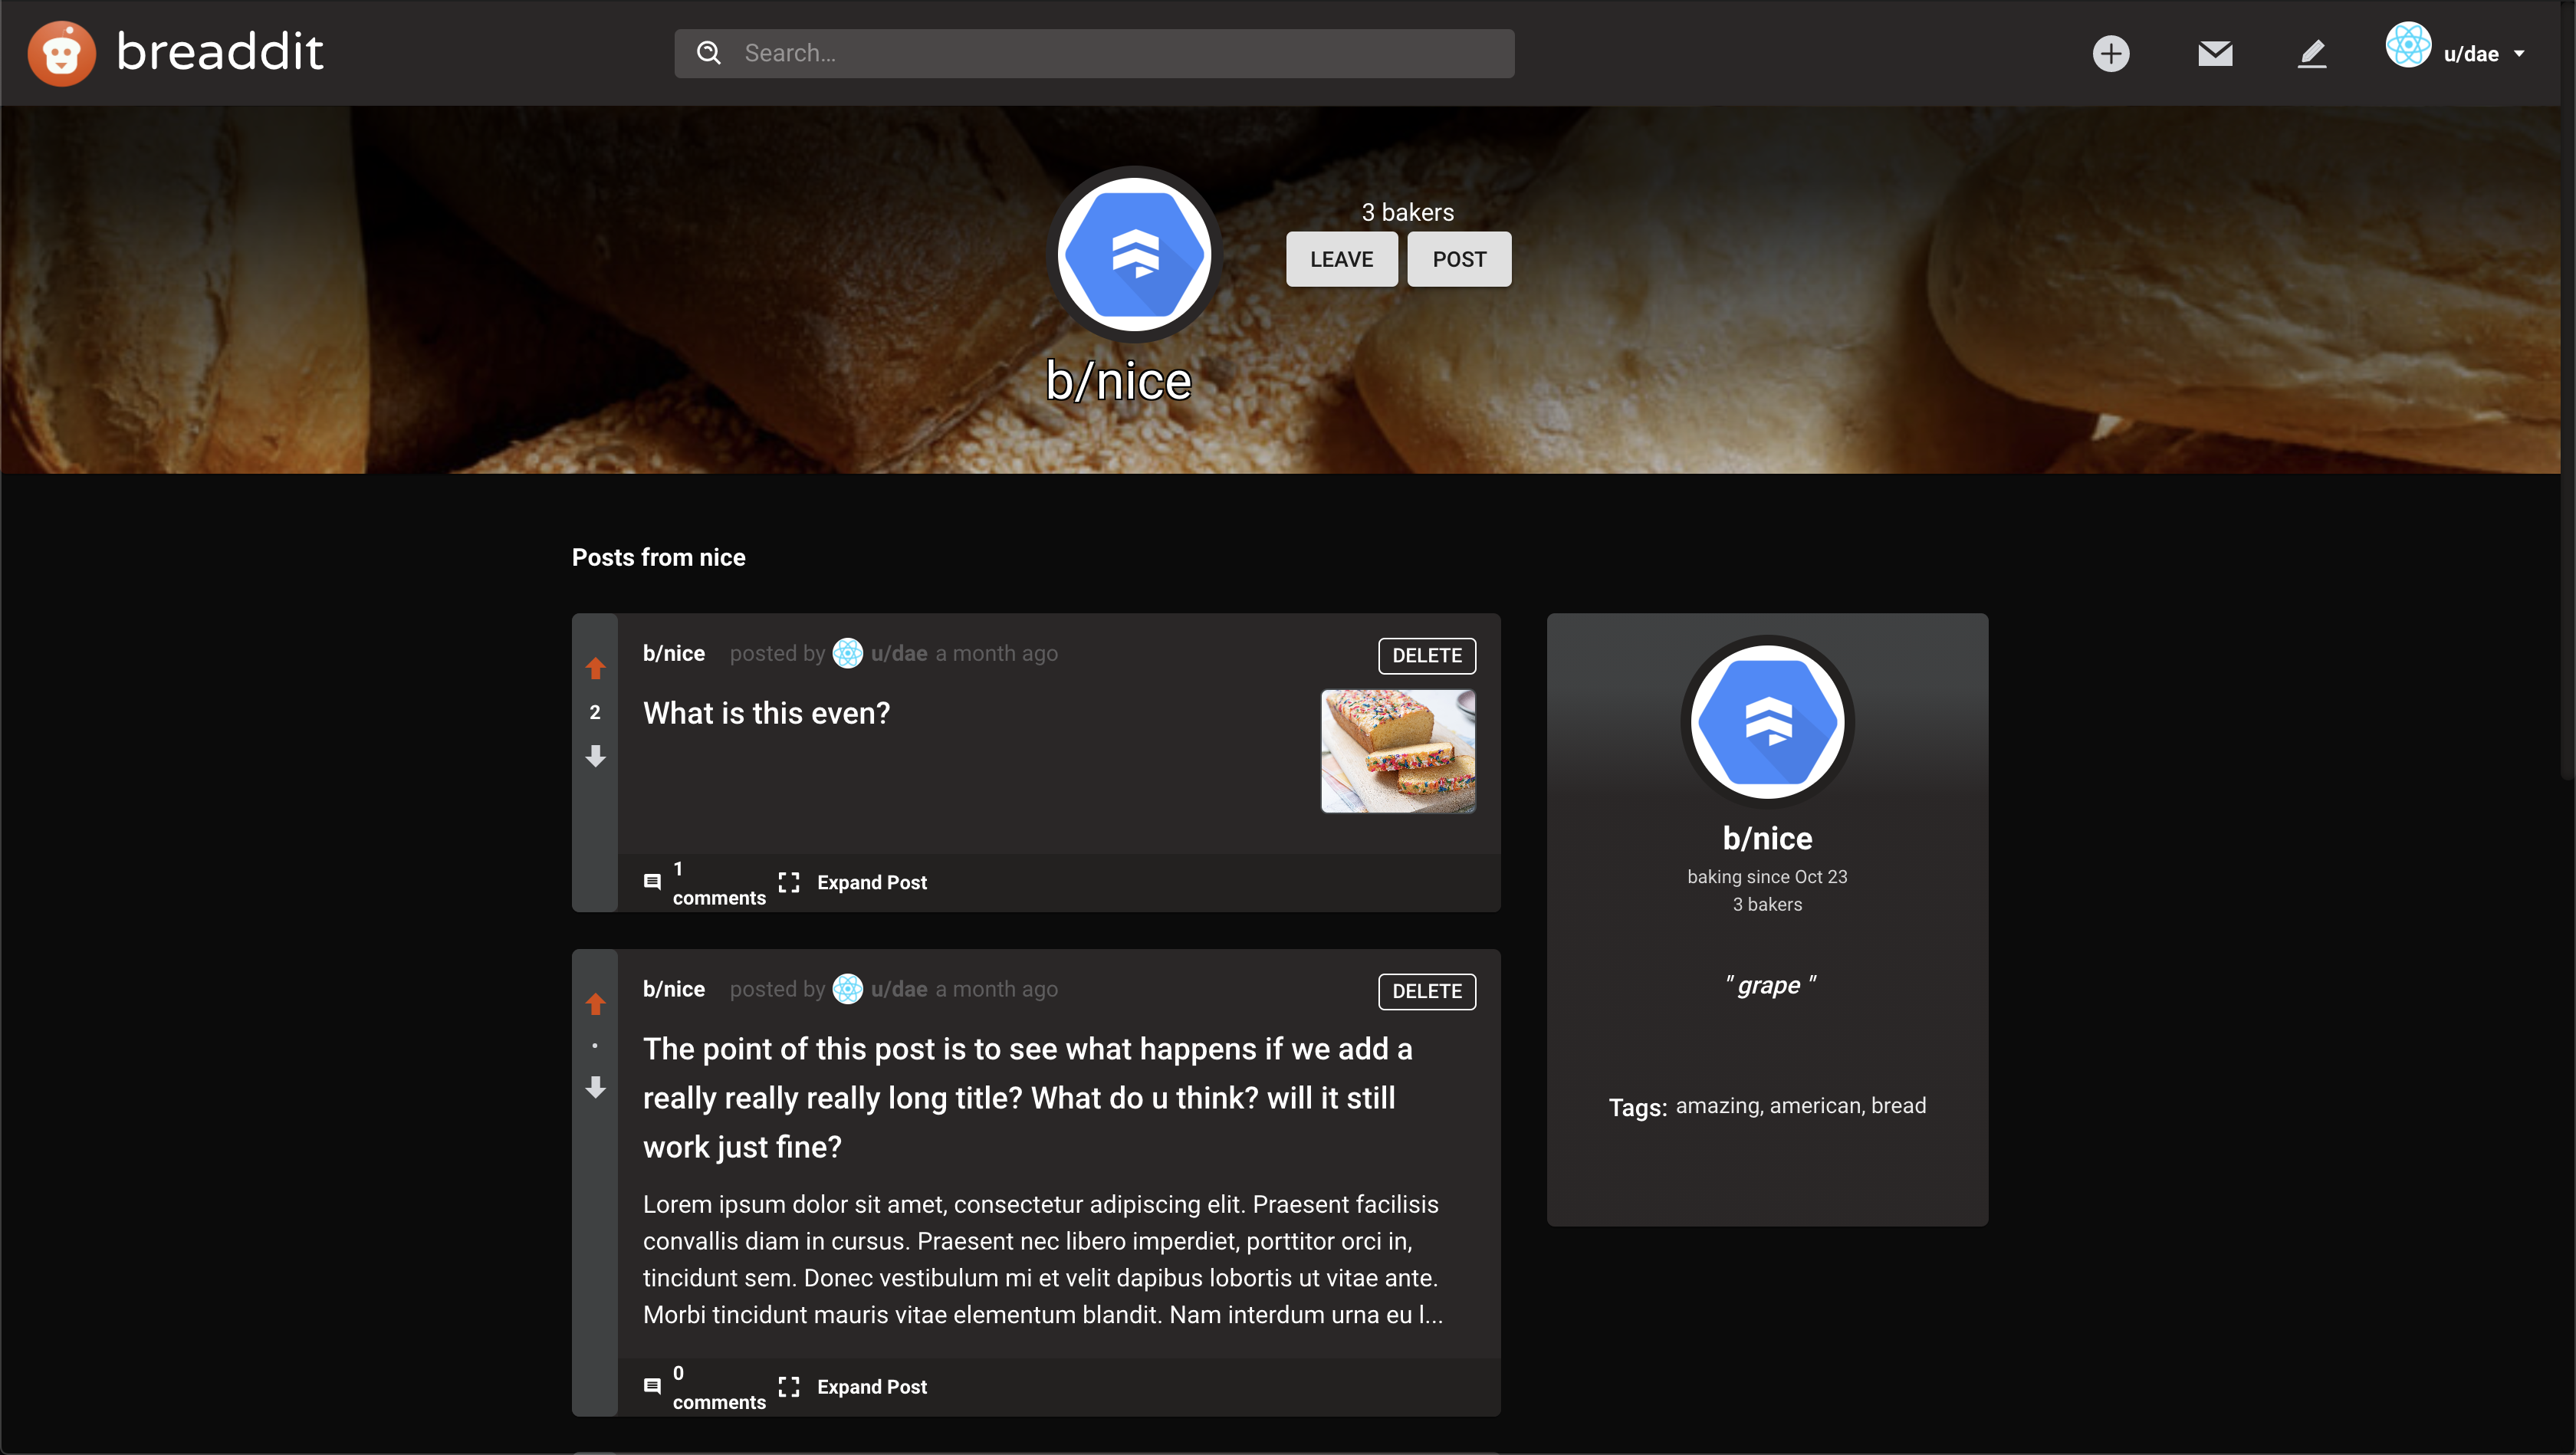 breaddit
Search...
u/dae
3 bakers
LEAVE
POST
b/nice
Posts from nice
b/nice posted by u/dae a month ago
DELETE
2
What is this even?
1
comments
Expand Post
b/nice
baking since Oct 23
3 bakers
" grape "
Tags: amazing, american, bread
b/nice posted by u/dae a month ago
DELETE
•
The point of this post is to see what happens if we add a
really really really long title? What do u think? will it still
work just fine?
Lorem ipsum dolor sit amet, consectetur adipiscing elit. Praesent facilisis
convallis diam in cursus. Praesent nec libero imperdiet, porttitor orci in,
tincidunt sem. Donec vestibulum mi et velit dapibus lobortis ut vitae ante.
Morbi tincidunt mauris vitae elementum blandit. Nam interdum urna eu l...
0
comments
Expand Post